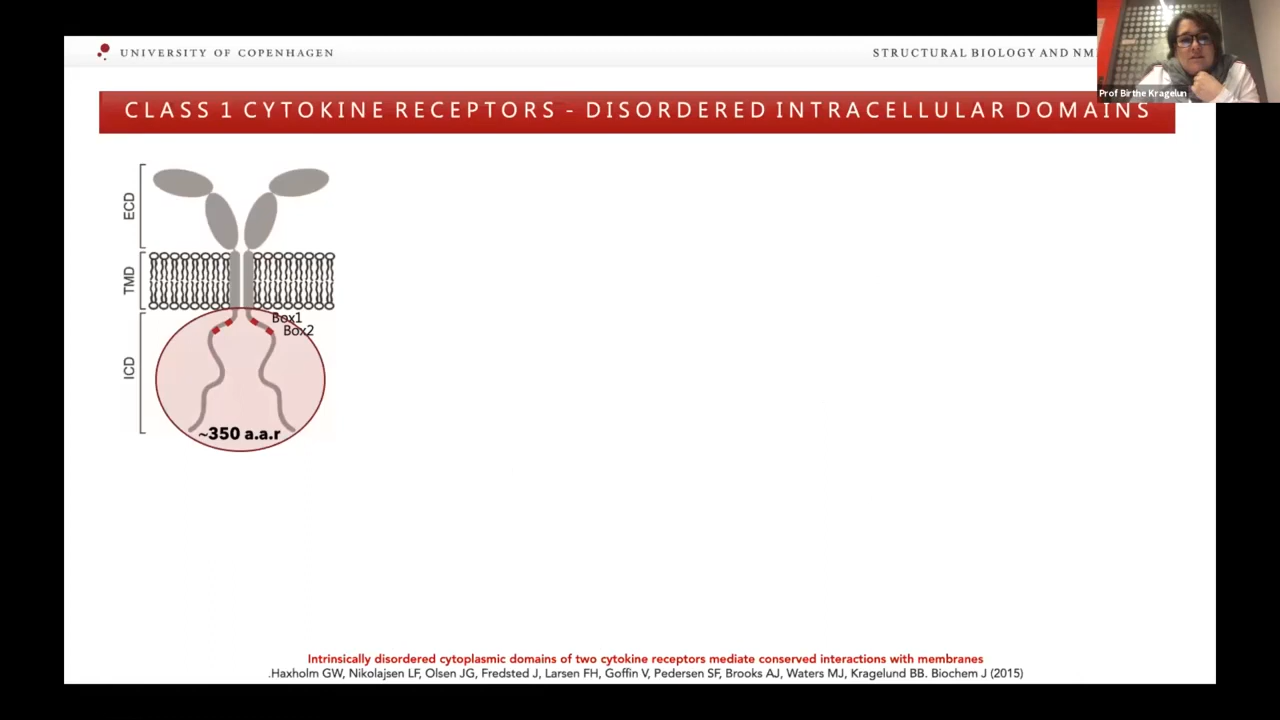 UNIVERSITY OF COPENHAGEN
STRUCTURAL BIOLOGY AND
Prof Birthe Kragelun
CLASS 1 CYTOKINE RECEPTORS - DISORDERED INTRACELLULAR DOMAINS
ECD
TMD
ICD
Box1
Box2
~350 a.a.r
Intrinsically disordered cytoplasmic domains of two cytokine receptors mediate conserved interactions with membranes
.Haxholm GW, Nikolajsen LF, Olsen JG, Fredsted J, Larsen FH, Goffin V, Pedersen SF, Brooks AJ, Waters MJ, Kragelund BB. Biochem J (2015)